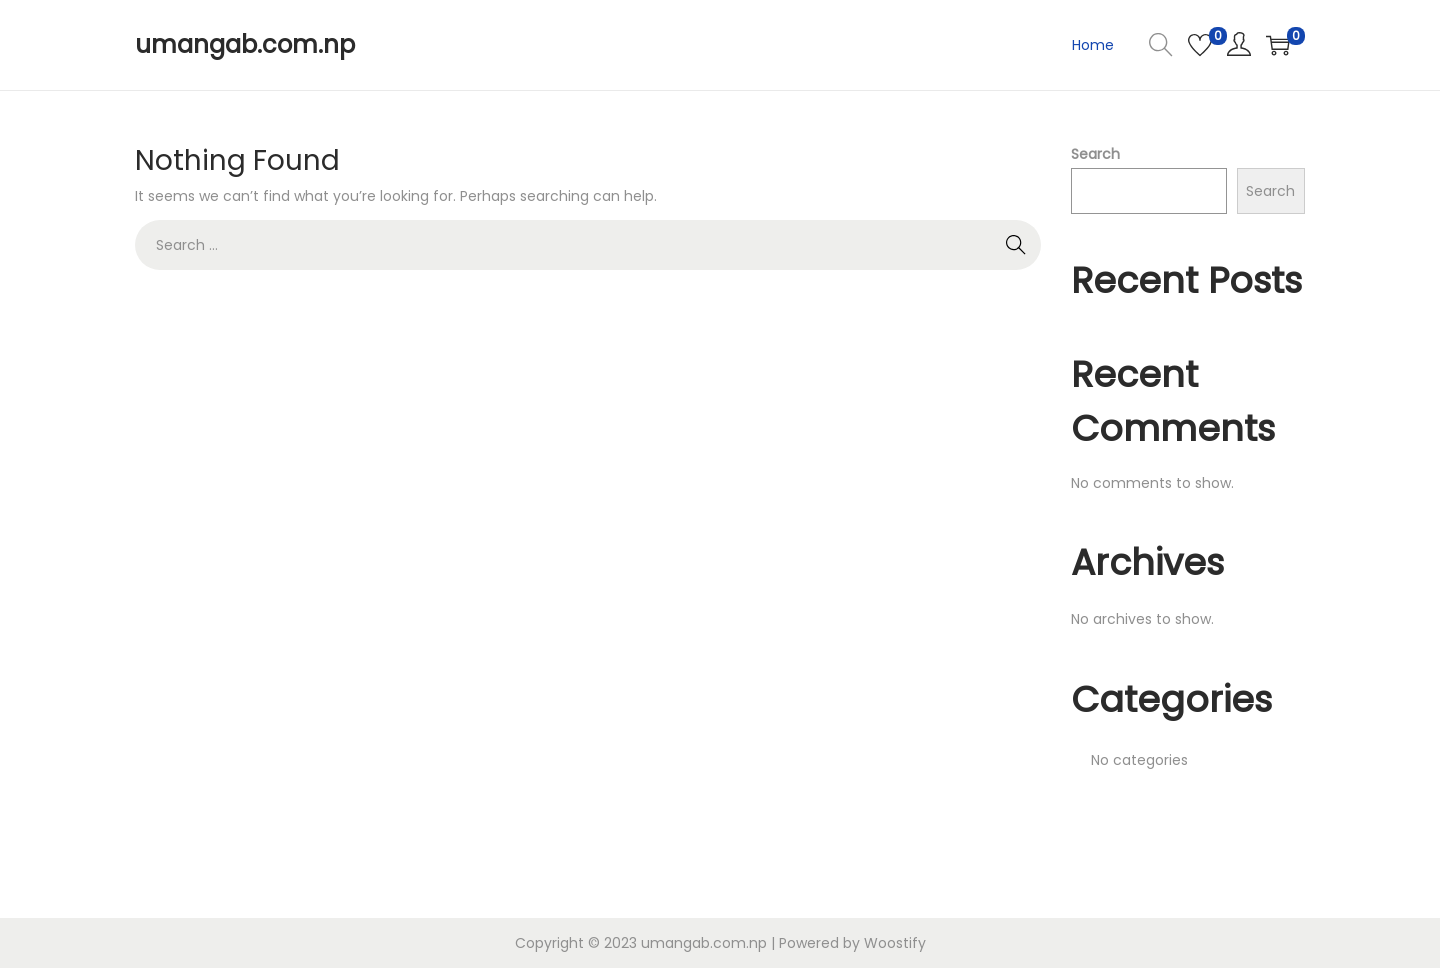 umangab.com.np
Home
0
0
Nothing Found
It seems we can’t find what you’re looking for. Perhaps searching can help.
Search …
Search
Search
Recent Posts
Recent
Comments
No comments to show.
Archives
No archives to show.
Categories
No categories
Copyright © 2023 umangab.com.np | Powered by Woostify